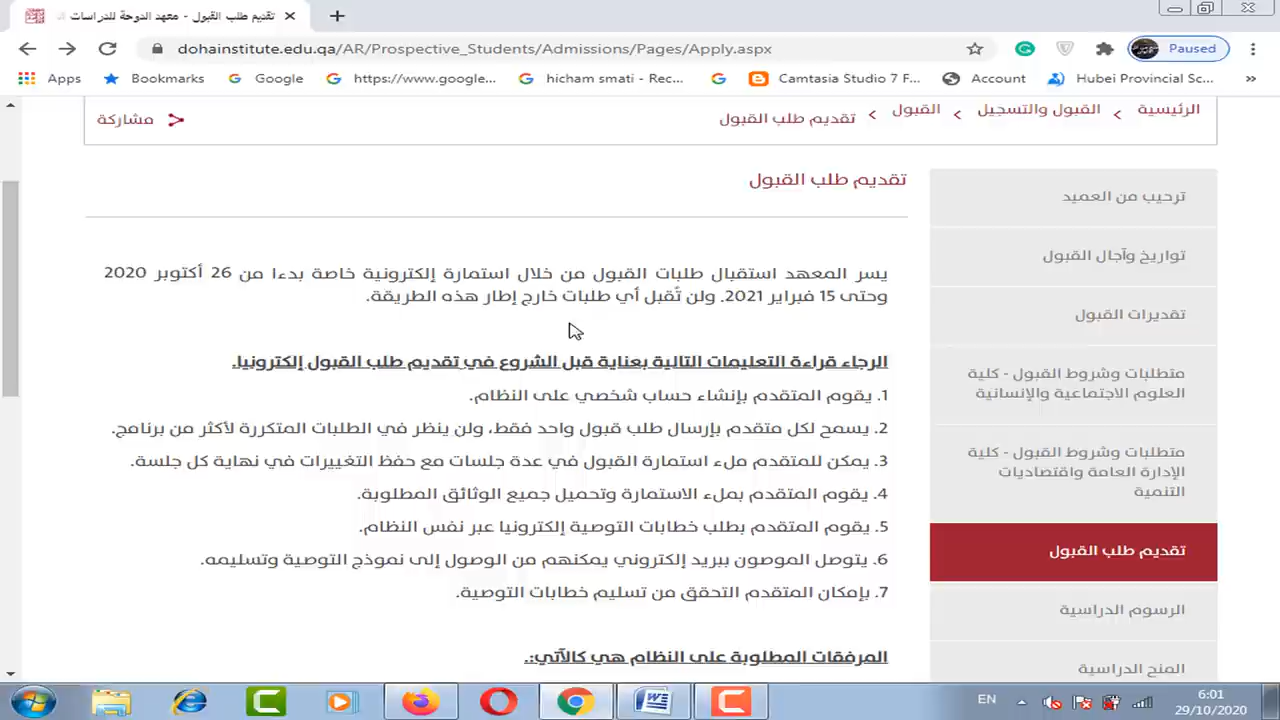 تقديم طلب القبول - معهد الدوحة للدراسات
dohainstitute.edu.qa/AR/Prospective_Students/Admissions/Pages/Apply.aspx
Paused
Apps
Bookmarks
Google
https://www.google...
hicham smati - Rec...
Camtasia Studio 7 F...
Account
Hubei Provincial Sc...
الرئيسية
القبول والتسجيل
القبول
تقديم طلب القبول
مشاركة
تقديم طلب القبول
يسر المعهد استقبال طلبات القبول من خلال استمارة إلكترونية خاصة بدءا من 26 أكتوبر 2020
وحتى 15 فبراير 2021. ولن تُقبل أي طلبات خارج إطار هذه الطريقة.
الرجاء قراءة التعليمات التالية بعناية قبل الشروع في تقديم طلب القبول إلكترونيا.
1. يقوم المتقدم بإنشاء حساب شخصي على النظام.
2. يسمح لكل متقدم بإرسال طلب قبول واحد فقط، ولن ينظر في الطلبات المتكررة لأكثر من برنامج.
3. يمكن للمتقدم ملء استمارة القبول في عدة جلسات مع حفظ التغييرات في نهاية كل جلسة.
4. يقوم المتقدم بملء الاستمارة وتحميل جميع الوثائق المطلوبة.
5. يقوم المتقدم بطلب خطابات التوصية إلكترونيا عبر نفس النظام.
6. يتوصل الموصون ببريد إلكتروني يمكنهم من الوصول إلى نموذج التوصية وتسليمه.
7. بإمكان المتقدم التحقق من تسليم خطابات التوصية.
المرفقات المطلوبة على النظام هي كالآتي:.
ترحيب من العميد
تواريخ وآجال القبول
تقديرات القبول
متطلبات وشروط القبول - كلية
العلوم الاجتماعية والإنسانية
متطلبات وشروط القبول - كلية
الإدارة العامة واقتصاديات
التنمية
تقديم طلب القبول
الرسوم الدراسية
المنح الدراسية
EN
6:01
29/10/2020